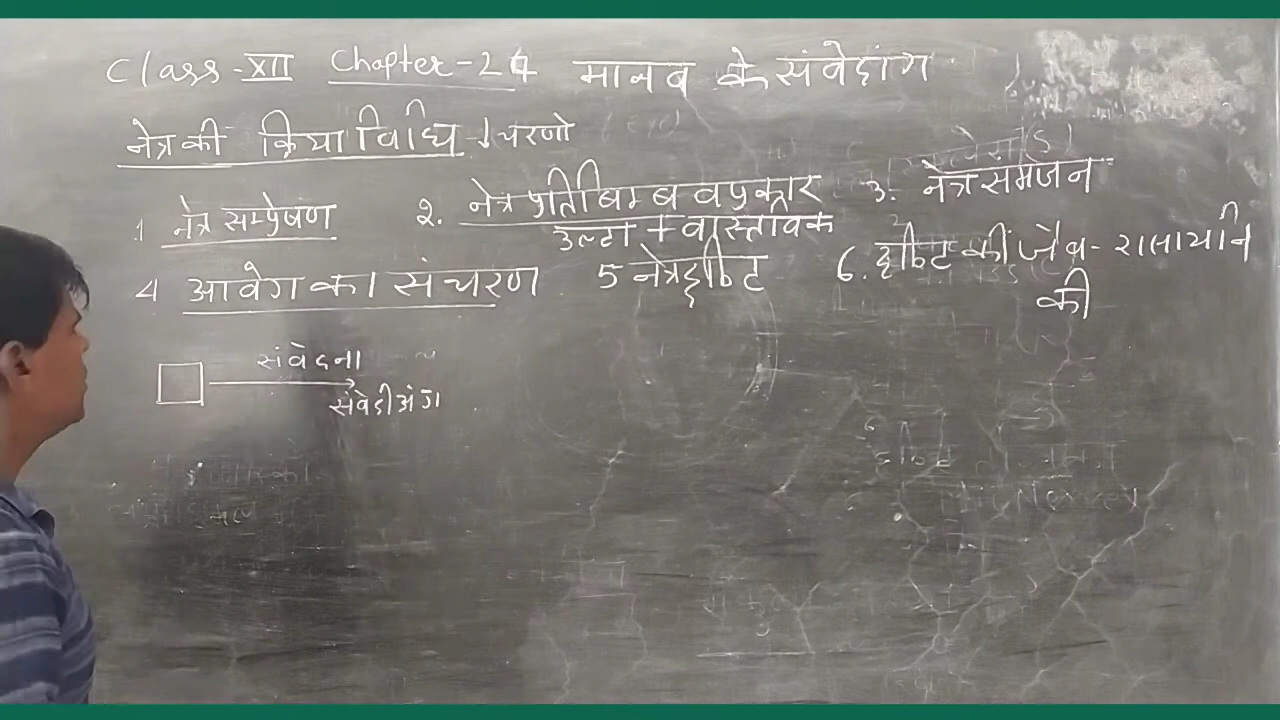 Class-XII Chapter-24 मानव के संवेदांग
नेत्र की क्रियाविधि चरणो
1 नेत्र सम्प्रेषण 2. नेत्र प्रतिबिम्ब व प्रकार 3. नेत्र समंजन
उल्टा + वास्तविक
4 आवेग का संचरण 5 नेत्रदृष्टि 6. दृष्टि की जैव-रासायनि
की
संवेदना
संवेदीअंग